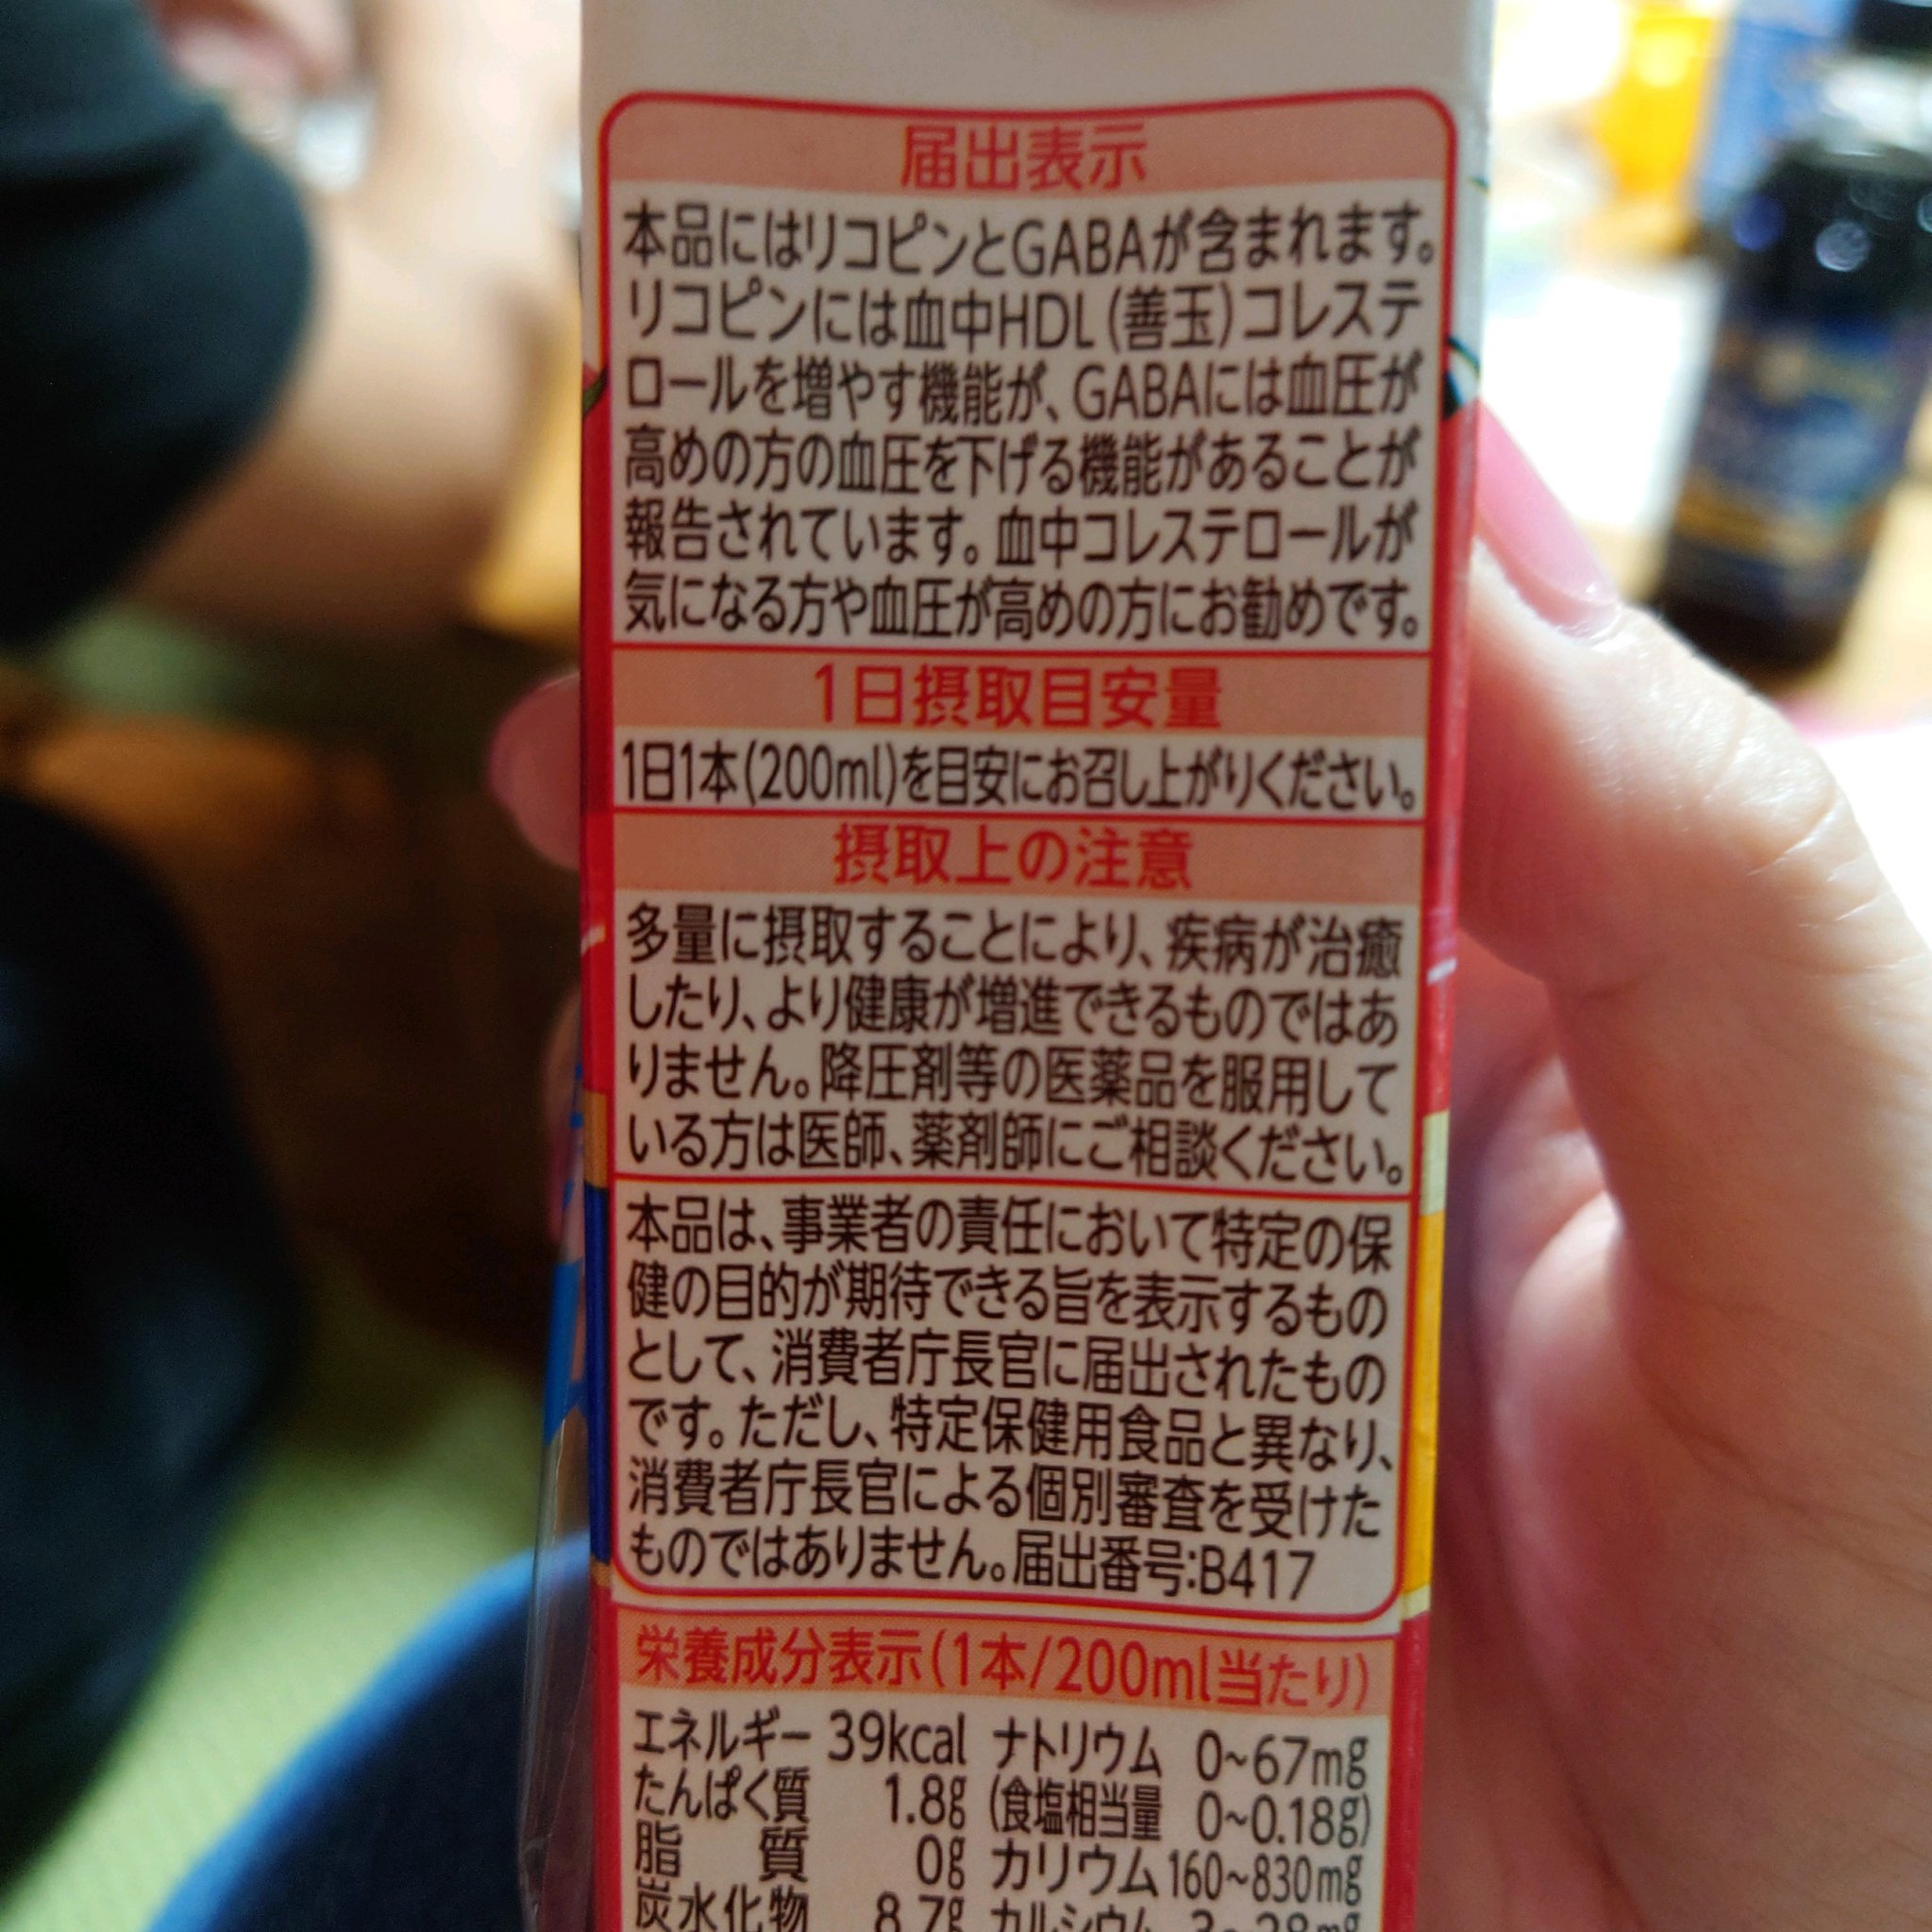 届出表示
本品にはリコピンとGABAが含まれます。
リコピンには血中HDL(善玉)コレステ
ロールを増やす機能が、GABAには血圧が
高めの方の血圧を下げる機能があることが
報告されています。血中コレステロールが
気になる方や血圧が高めの方にお勧めです。
1日摂取目安量
1日1本(200ml)を目安にお召し上がりください。
摂取上の注意
多量に摂取することにより、疾病が治癒
したり、より健康が増進できるものではあ
りません。降圧剤等の医薬品を服用して
いる方は医師、薬剤師にご相談ください。
本品は、事業者の責任において特定の保
健の目的が期待できる旨を表示するもの
として、消費者庁長官に届出されたもの
です。ただし、特定保健用食品と異なり、
消費者庁長官による個別審査を受けた
ものではありません。届出番号:B417
栄養成分表示(1本/200ml当たり)
エネルギー 39kcal ナトリウム 0~67mg
たんぱく質 1.8g (食塩相当量 0~0.18g)
脂質 0g カリウム 160~830mg
炭水化物 8.7g カルシウム